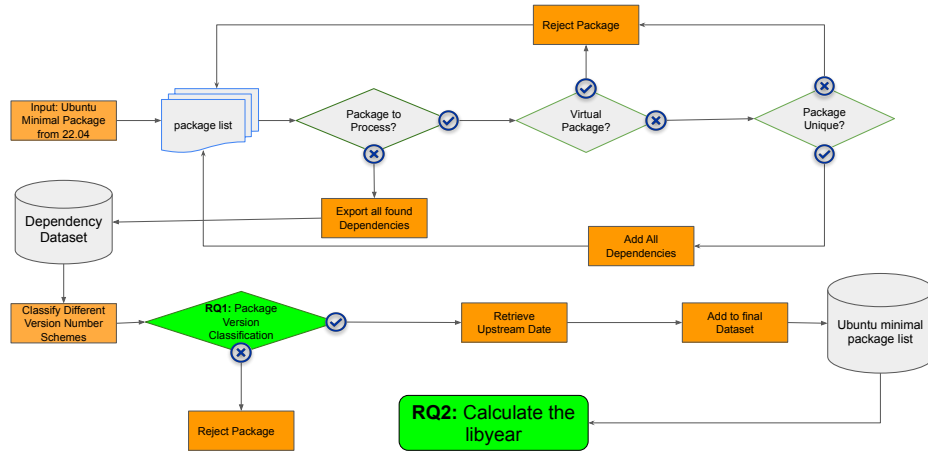 Reject Package
Input: Ubuntu
Minimal Package
from 22.04
package list
Package to
Process?
Virtual
Package?
Package
Unique?
Export all found
Dependencies
Add All
Dependencies
Dependency
Dataset
Classify Different
Version Number
Schemes
RQ1: Package
Version
Classification
Retrieve
Upstream Date
Add to final
Dataset
Ubuntu minimal
package list
Reject Package
RQ2: Calculate the
libyear